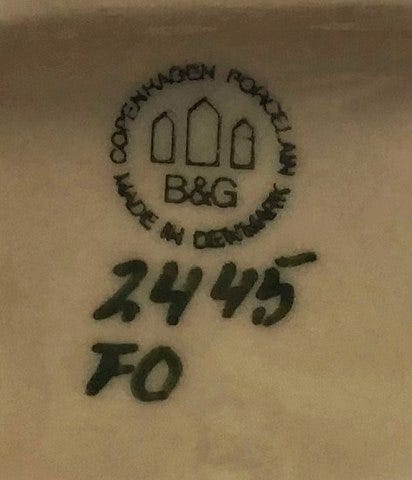 COPENHAGEN PORCELAIN
B&G
MADE IN DENMARK
2445
FO